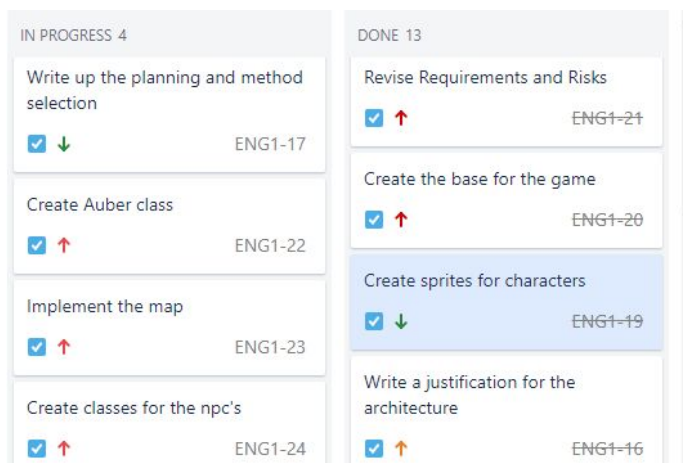 IN PROGRESS 4
Write up the planning and method
selection
ENG1-17
Create Auber class
ENG1-22
Implement the map
ENG1-23
Create classes for the npc's
ENG1-24
DONE 13
Revise Requirements and Risks
ENG1-21
Create the base for the game
ENG1-20
Create sprites for characters
ENG1-19
Write a justification for the
architecture
ENG1-16